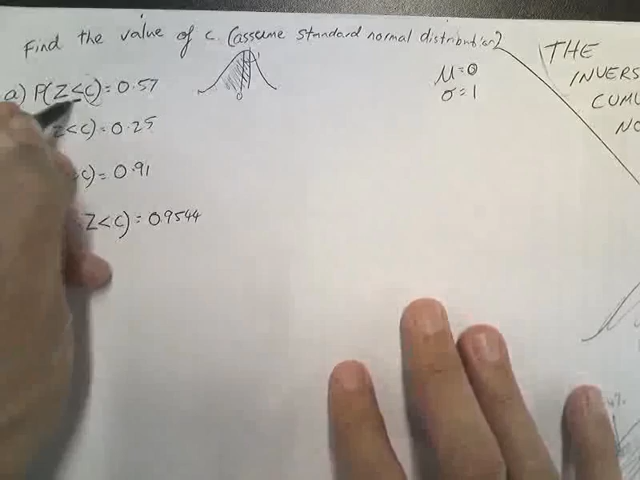 Find the value of c. (assume standard normal distribution)
THE
INVERS
CUMU
NO
μ=0
σ=1
a) P(Z<c)=0.57
0
Z<c)=0.25
c)=0.91
Z<c)=0.9544